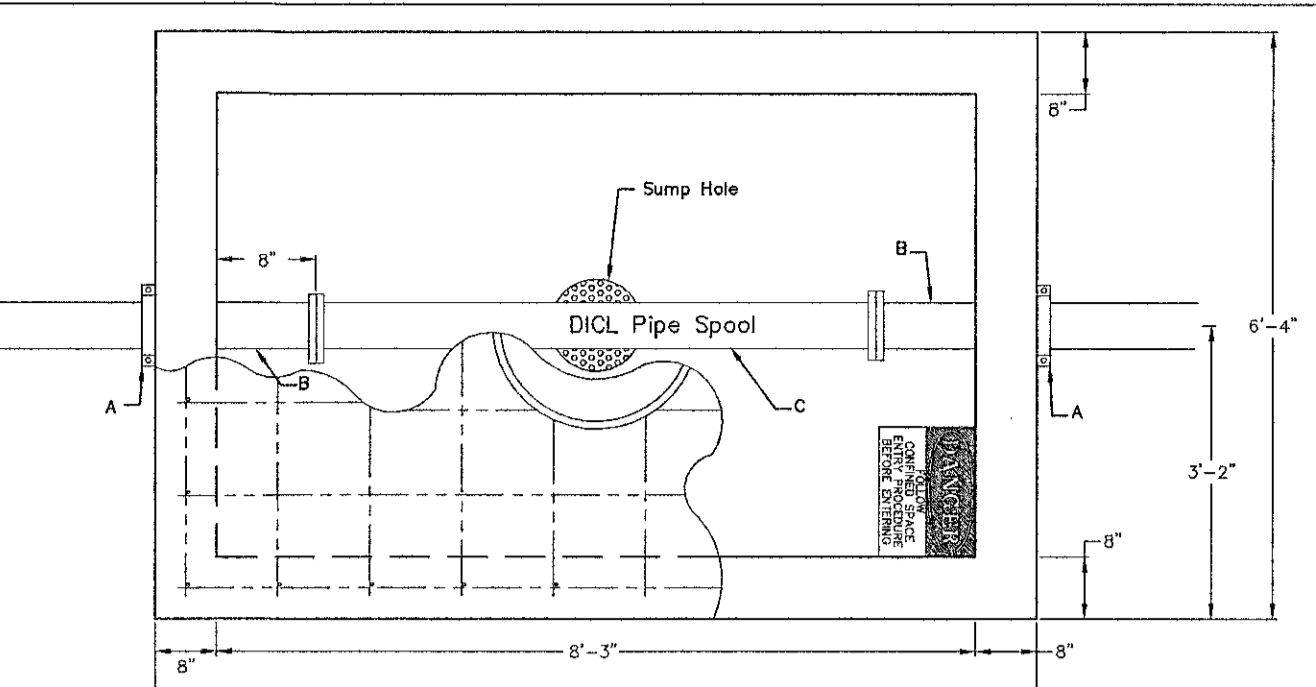 8"
Sump Hole
B
8"
DICL Pipe Spool
6'-4"
A
B
C
A
DANGER
FOLLOW
CONFINED SPACE
ENTRY PROCEDURE
BEFORE ENTERING
3'-2"
8"
8"
8'-3"
8"